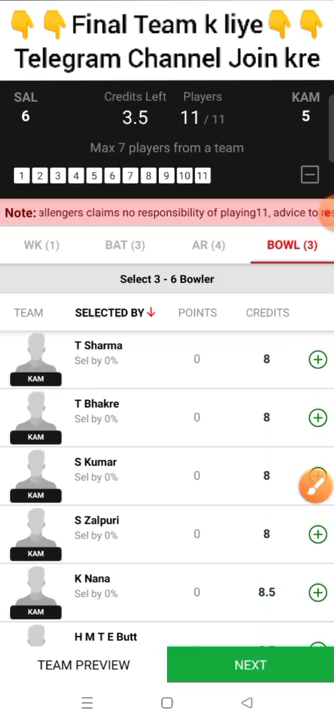 👇👇Final Team k liye👇👇
Telegram Channel Join kre
SAL Credits Left Players KAM
6 3.5 11 / 11 5
Max 7 players from a team
1 2 3 4 5 6 7 8 9 10 11
Note: allengers claims no responsibility of playing11, advice to
WK (1) BAT (3) AR (4) BOWL (3)
Select 3 - 6 Bowler
TEAM SELECTED BY↓ POINTS CREDITS
T Sharma
Sel by 0% 0 8
KAM
T Bhakre
Sel by 0% 0 8
KAM
S Kumar
Sel by 0% 0 8
KAM
S Zalpuri
Sel by 0% 0 8
KAM
K Nana
Sel by 0% 0 8.5
KAM
H M T E Butt
TEAM PREVIEW NEXT